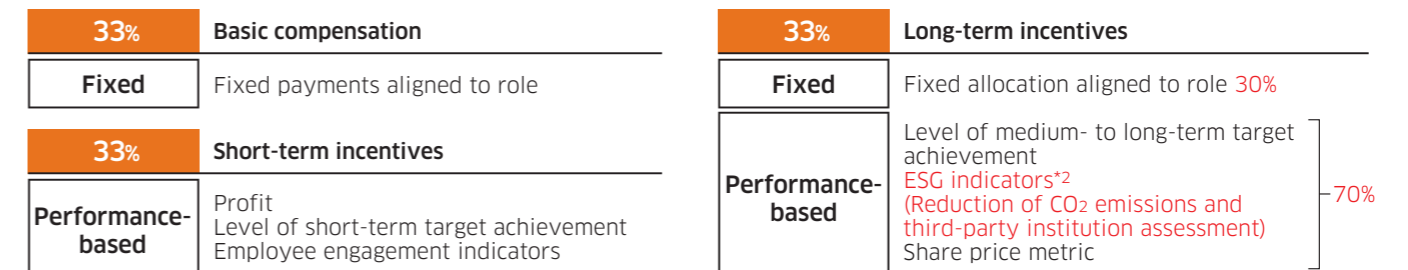 33% Basic compensation
Fixed Fixed payments aligned to role
33% Short-term incentives
Performance-
based
Profit
Level of short-term target achievement
Employee engagement indicators
33% Long-term incentives
Fixed Fixed allocation aligned to role 30%
Performance-
based
Level of medium- to long-term target
achievement
ESG indicators*2
(Reduction of CO2 emissions and
third-party institution assessment)
Share price metric
70%